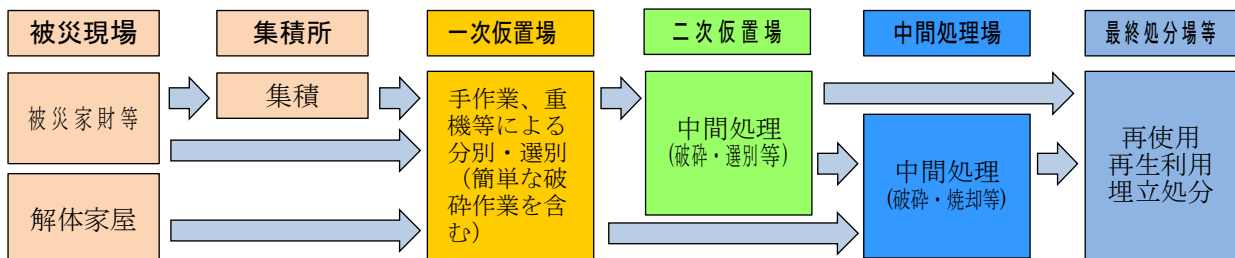 被災現場
集積所
一次仮置場
二次仮置場
中間処理場
最終処分場等
被災家財等
集積
手作業、重
機等による
分別・選別
（簡単な破
砕作業を含
む）
中間処理
(破砕・選別等)
中間処理
(破砕・焼却等)
再使用
再生利用
埋立処分
解体家屋